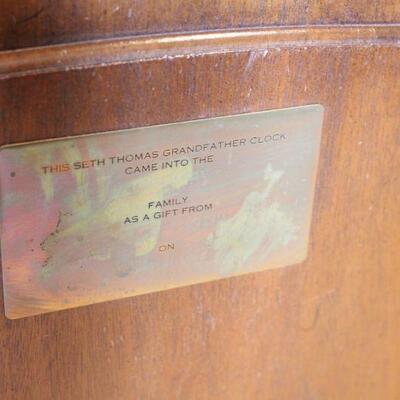 THIS SETH THOMAS GRANDFATHER CLOCK
CAME INTO THE
FAMILY
AS A GIFT FROM
ON